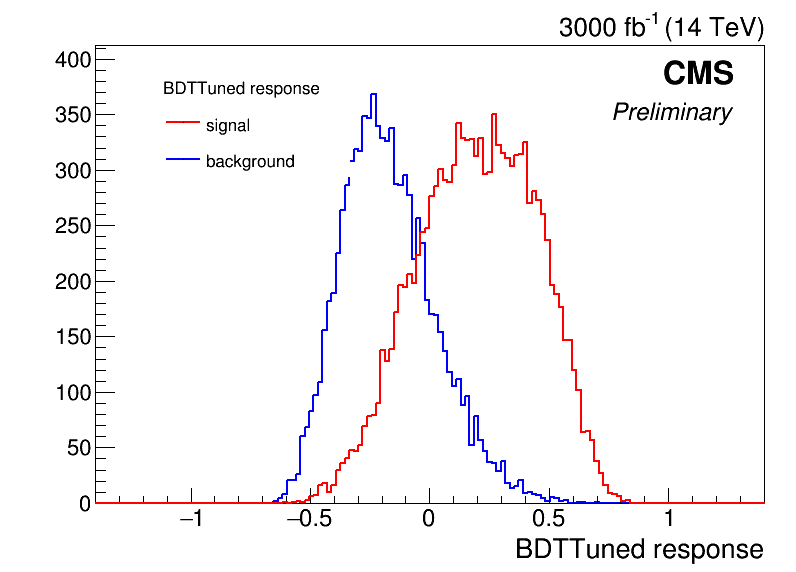 3000 fb⁻¹ (14 TeV)
CMS
Preliminary
BDTTuned response
signal
background
400
350
300
250
200
150
100
50
0
−1 −0.5 0 0.5 1
BDTTuned response